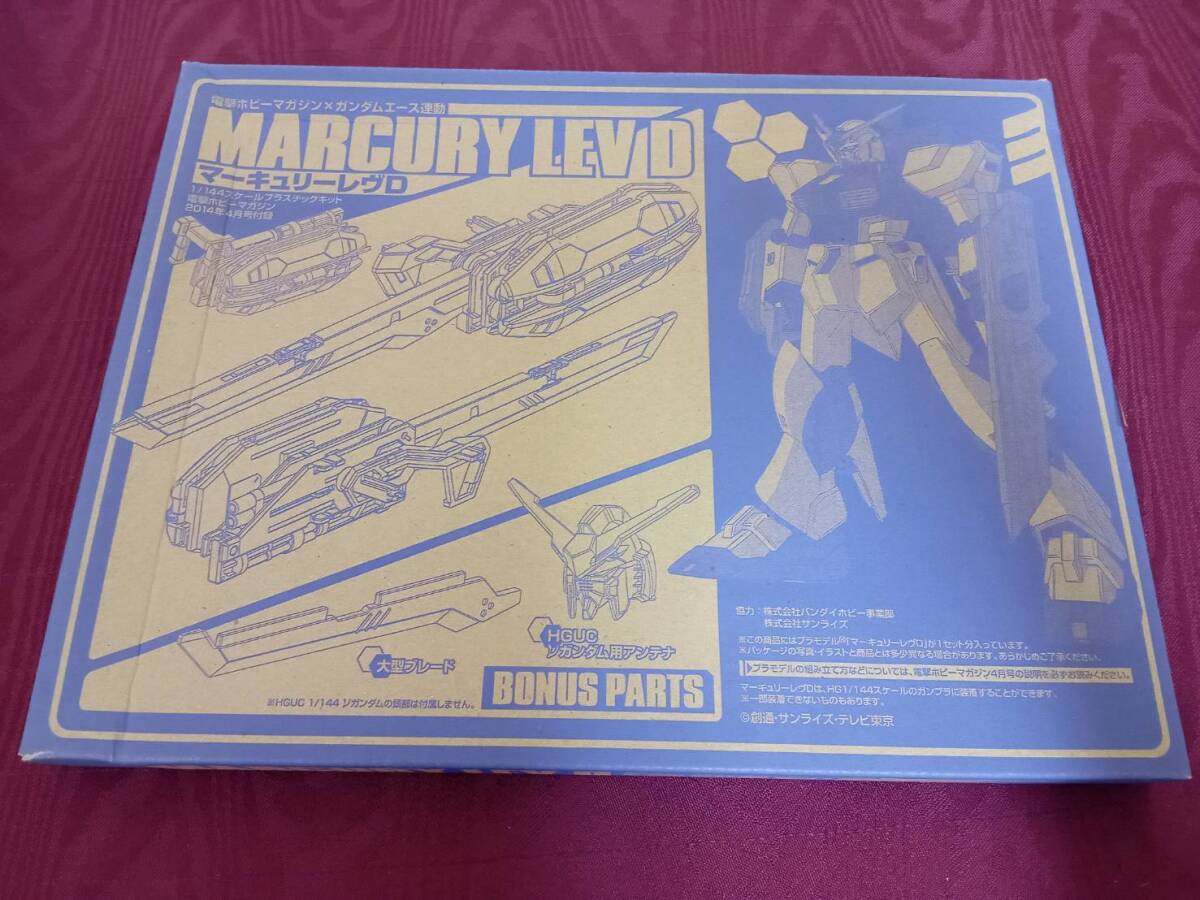 電撃ホビーマガジン×ガンダムエース連動
MARCURY LEV D
マーキュリーレヴD
1/144スケールプラスチックキット
電撃ホビーマガジン
2014年4月号付録
大型ブレード
HGUC
νガンダム用アンテナ
※HGUC 1/144 νガンダムの頭部は付属しません。
BONUS PARTS
協力：株式会社バンダイホビー事業部
株式会社サンライズ
※この商品にはプラモデル「マーキュリーレヴD」が1セット分入っています。
※パッケージの写真・イラストと商品とは多少異なる場合があります。あらかじめご了承ください。
プラモデルの組み立て方などについては、電撃ホビーマガジン4月号の説明を必ずお読みください。
マーキュリーレヴDは、HG1/144スケールのガンプラに装着することができます。
※一部装着できないものもあります。
©創通・サンライズ・テレビ東京